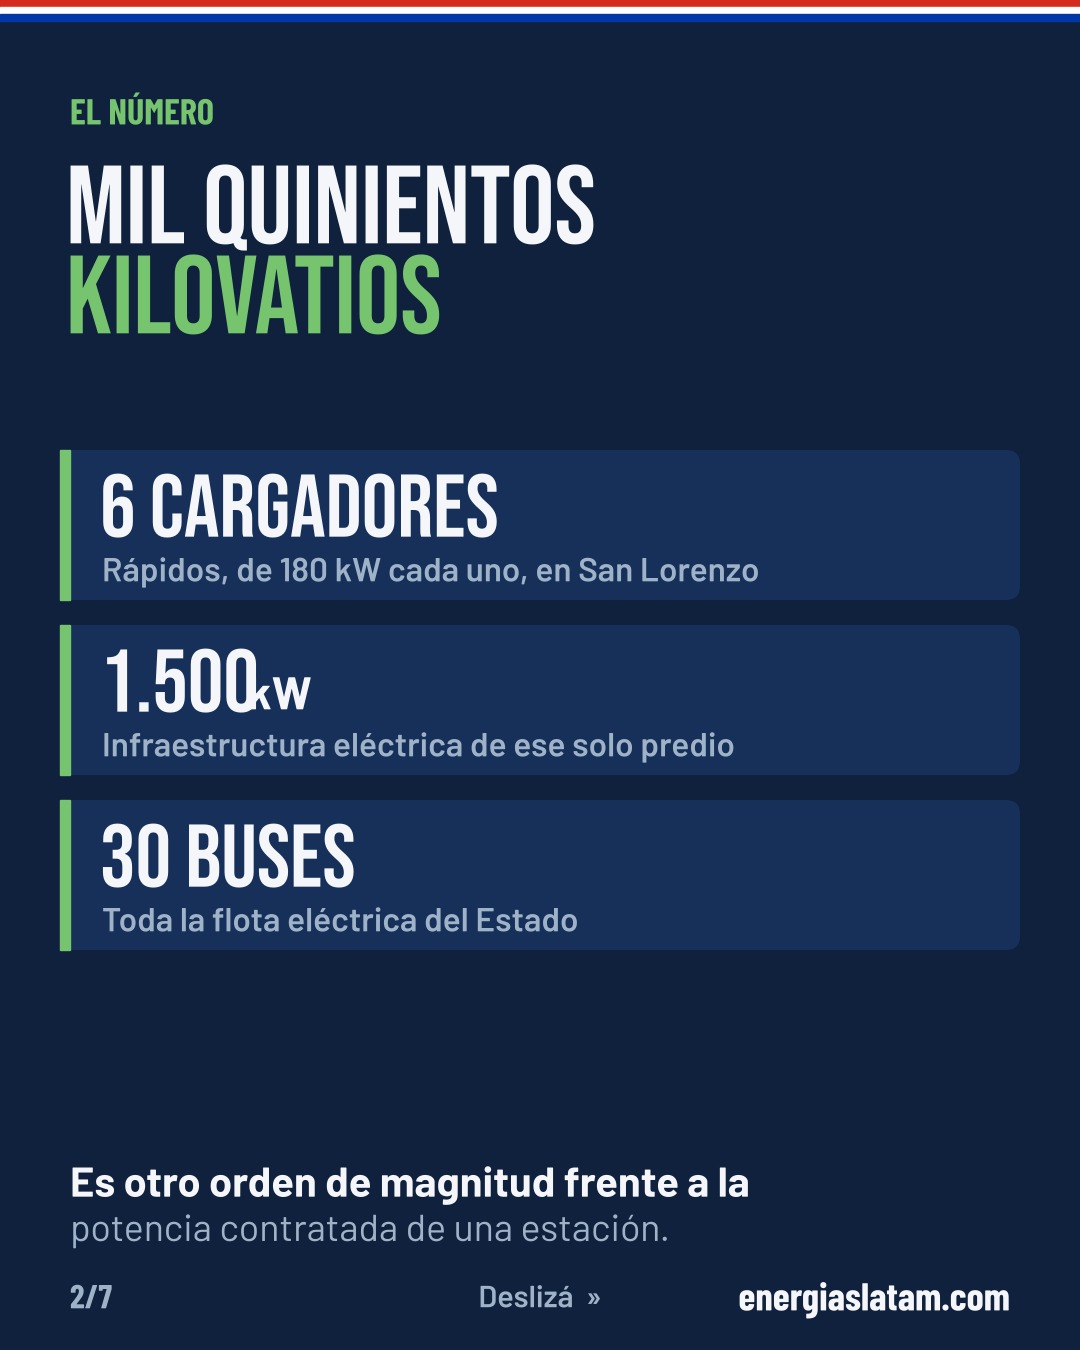 EL NÚMERO
MIL QUINIENTOS
KILOVATIOS
6 CARGADORES
Rápidos, de 180 kW cada uno, en San Lorenzo
1.500kW
Infraestructura eléctrica de ese solo predio
30 BUSES
Toda la flota eléctrica del Estado
Es otro orden de magnitud frente a la
potencia contratada de una estación.
2/7
Deslizá »
energiaslatam.com